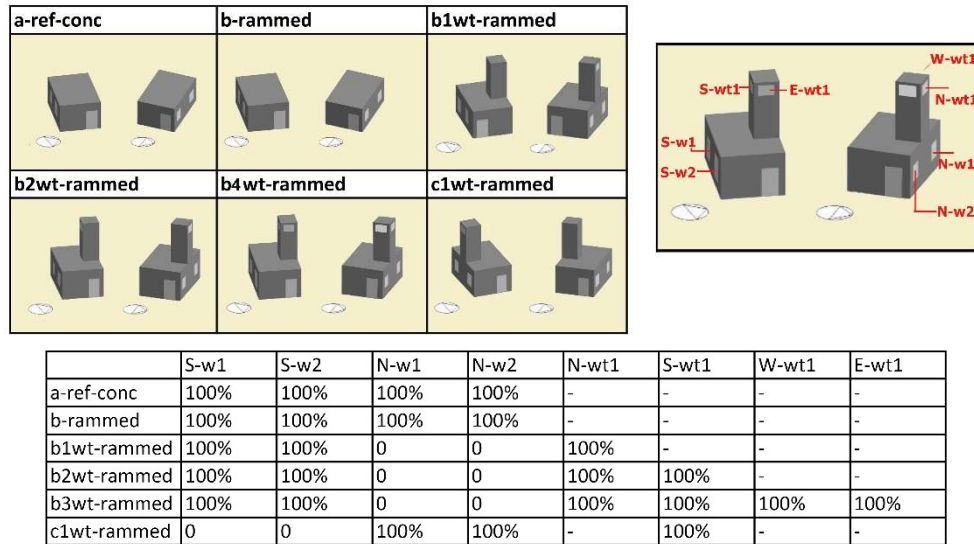 a-ref-conc b-rammed b1wt-rammed
b2wt-rammed b4wt-rammed c1wt-rammed
W-wt1
S-wt1 E-wt1 N-wt1
S-w1 N-w1
S-w2
N-w2
S-w1 S-w2 N-w1 N-w2 N-wt1 S-wt1 W-wt1 E-wt1
a-ref-conc 100% 100% 100% 100% - - - -
b-rammed 100% 100% 100% 100% - - - -
b1wt-rammed 100% 100% 0 0 100% - - -
b2wt-rammed 100% 100% 0 0 100% 100% - -
b3wt-rammed 100% 100% 0 0 100% 100% 100% 100%
c1wt-rammed 0 0 100% 100% - 100% - -